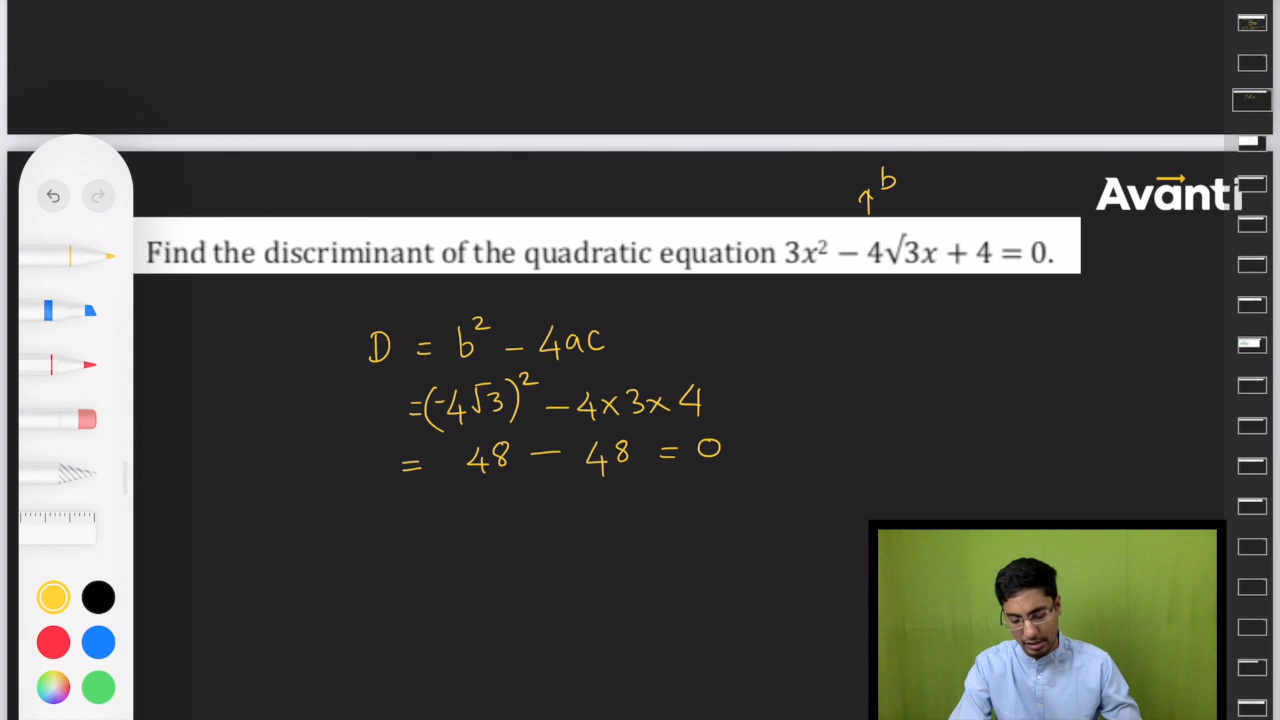 b
Avanti
Find the discriminant of the quadratic equation 3x² − 4√3x + 4 = 0.
D = b² − 4ac
=(-4√3)² − 4×3×4
= 48 − 48 = 0